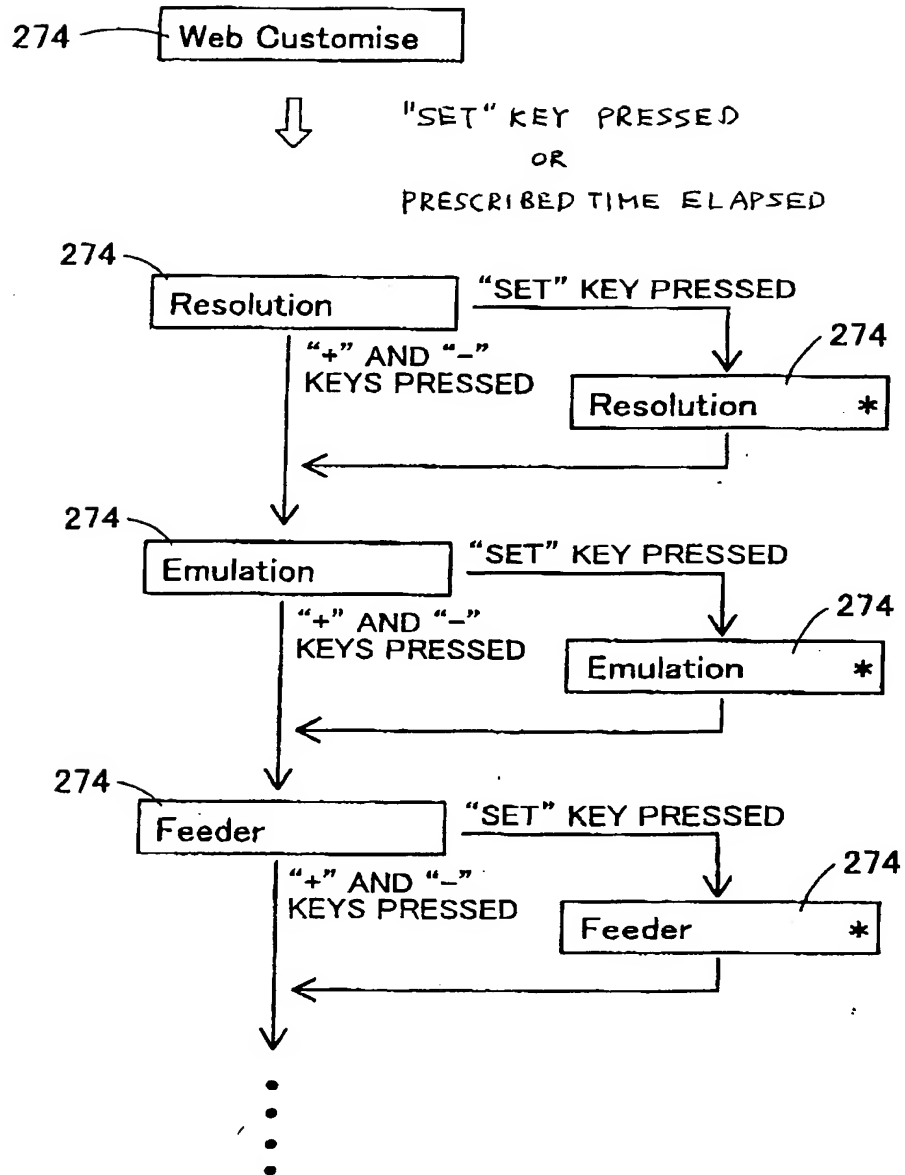 274
Web Customise
"SET" KEY PRESSED
OR
PRESCRIBED TIME ELAPSED
274
Resolution
"SET" KEY PRESSED
"+" AND "-"
KEYS PRESSED
274
Resolution *
274
Emulation
"SET" KEY PRESSED
"+" AND "-"
KEYS PRESSED
274
Emulation *
274
Feeder
"SET" KEY PRESSED
"+" AND "-"
KEYS PRESSED
274
Feeder *